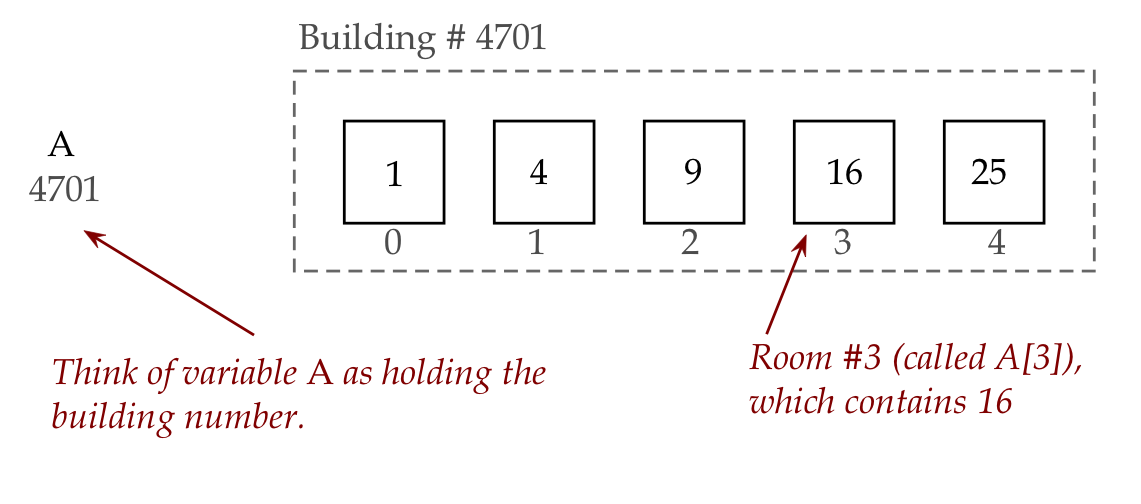 Building # 4701
A
4701
1 4 9 16 25
0 1 2 3 4
Think of variable A as holding the
building number.
Room #3 (called A[3]),
which contains 16